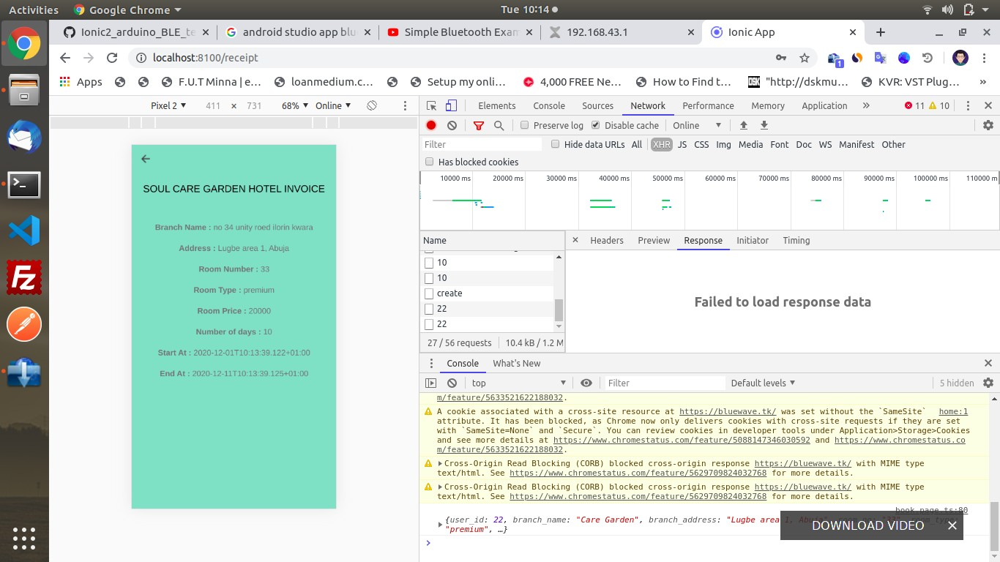 Activities Google Chrome Tue 10:14
Ionic2_arduino_BLE_te android studio app blu Simple Bluetooth Exam 192.168.43.1 Ionic App
localhost:8100/receipt
Apps F.U.T Minna | e… loanmedium.c… Setup my onli… 4,000 FREE Ne… How to Find t… DSK "http://dskmu… KVR: VST Plug… »
Pixel 2 411 × 731 68% Online
Elements Console Sources Network Performance Memory Application » 11 10
Preserve log Disable cache Online
Filter Hide data URLs All XHR JS CSS Img Media Font Doc WS Manifest Other
Has blocked cookies
10000 ms 20000 ms 30000 ms 40000 ms 50000 ms 60000 ms 70000 ms 80000 ms 90000 ms 100000 ms 110000 m
SOUL CARE GARDEN HOTEL INVOICE
Branch Name : no 34 unity roed ilorin kwara
Address : Lugbe area 1, Abuja
Room Number : 33
Room Type : premium
Room Price : 20000
Number of days : 10
Start At : 2020-12-01T10:13:39.122+01:00
End At : 2020-12-11T10:13:39.125+01:00
Name
10
10
create
22
22
27 / 56 requests 10.4 kB / 1.2 M
Headers Preview Response Initiator Timing
Failed to load response data
Console What's New
top Filter Default levels 5 hidden
m/feature/5633521622188032.
A cookie associated with a cross-site resource at https://bluewave.tk/ was set without the `SameSite` home:1
attribute. It has been blocked, as Chrome now only delivers cookies with cross-site requests if they are set
with `SameSite=None` and `Secure`. You can review cookies in developer tools under Application>Storage>Cookies
and see more details at https://www.chromestatus.com/feature/5088147346030592 and https://www.chromestatus.co
m/feature/5633521622188032.
Cross-Origin Read Blocking (CORB) blocked cross-origin response https://bluewave.tk/ with MIME type
text/html. See https://www.chromestatus.com/feature/5629709824032768 for more details.
Cross-Origin Read Blocking (CORB) blocked cross-origin response https://bluewave.tk/ with MIME type
text/html. See https://www.chromestatus.com/feature/5629709824032768 for more details.
book.page.ts:80
{user_id: 22, branch_name: "Care Garden", branch_address: "Lugbe area 1, Abuja",
"premium", …}
DOWNLOAD VIDEO